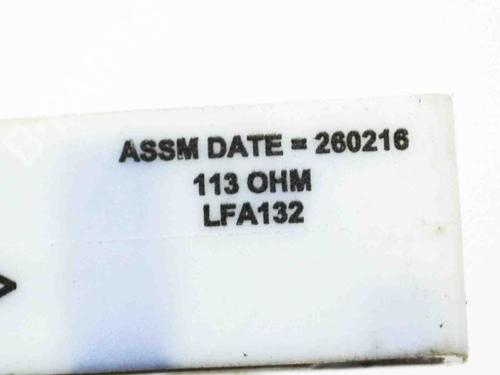 ASSM DATE = 260216
113 OHM
LFA132